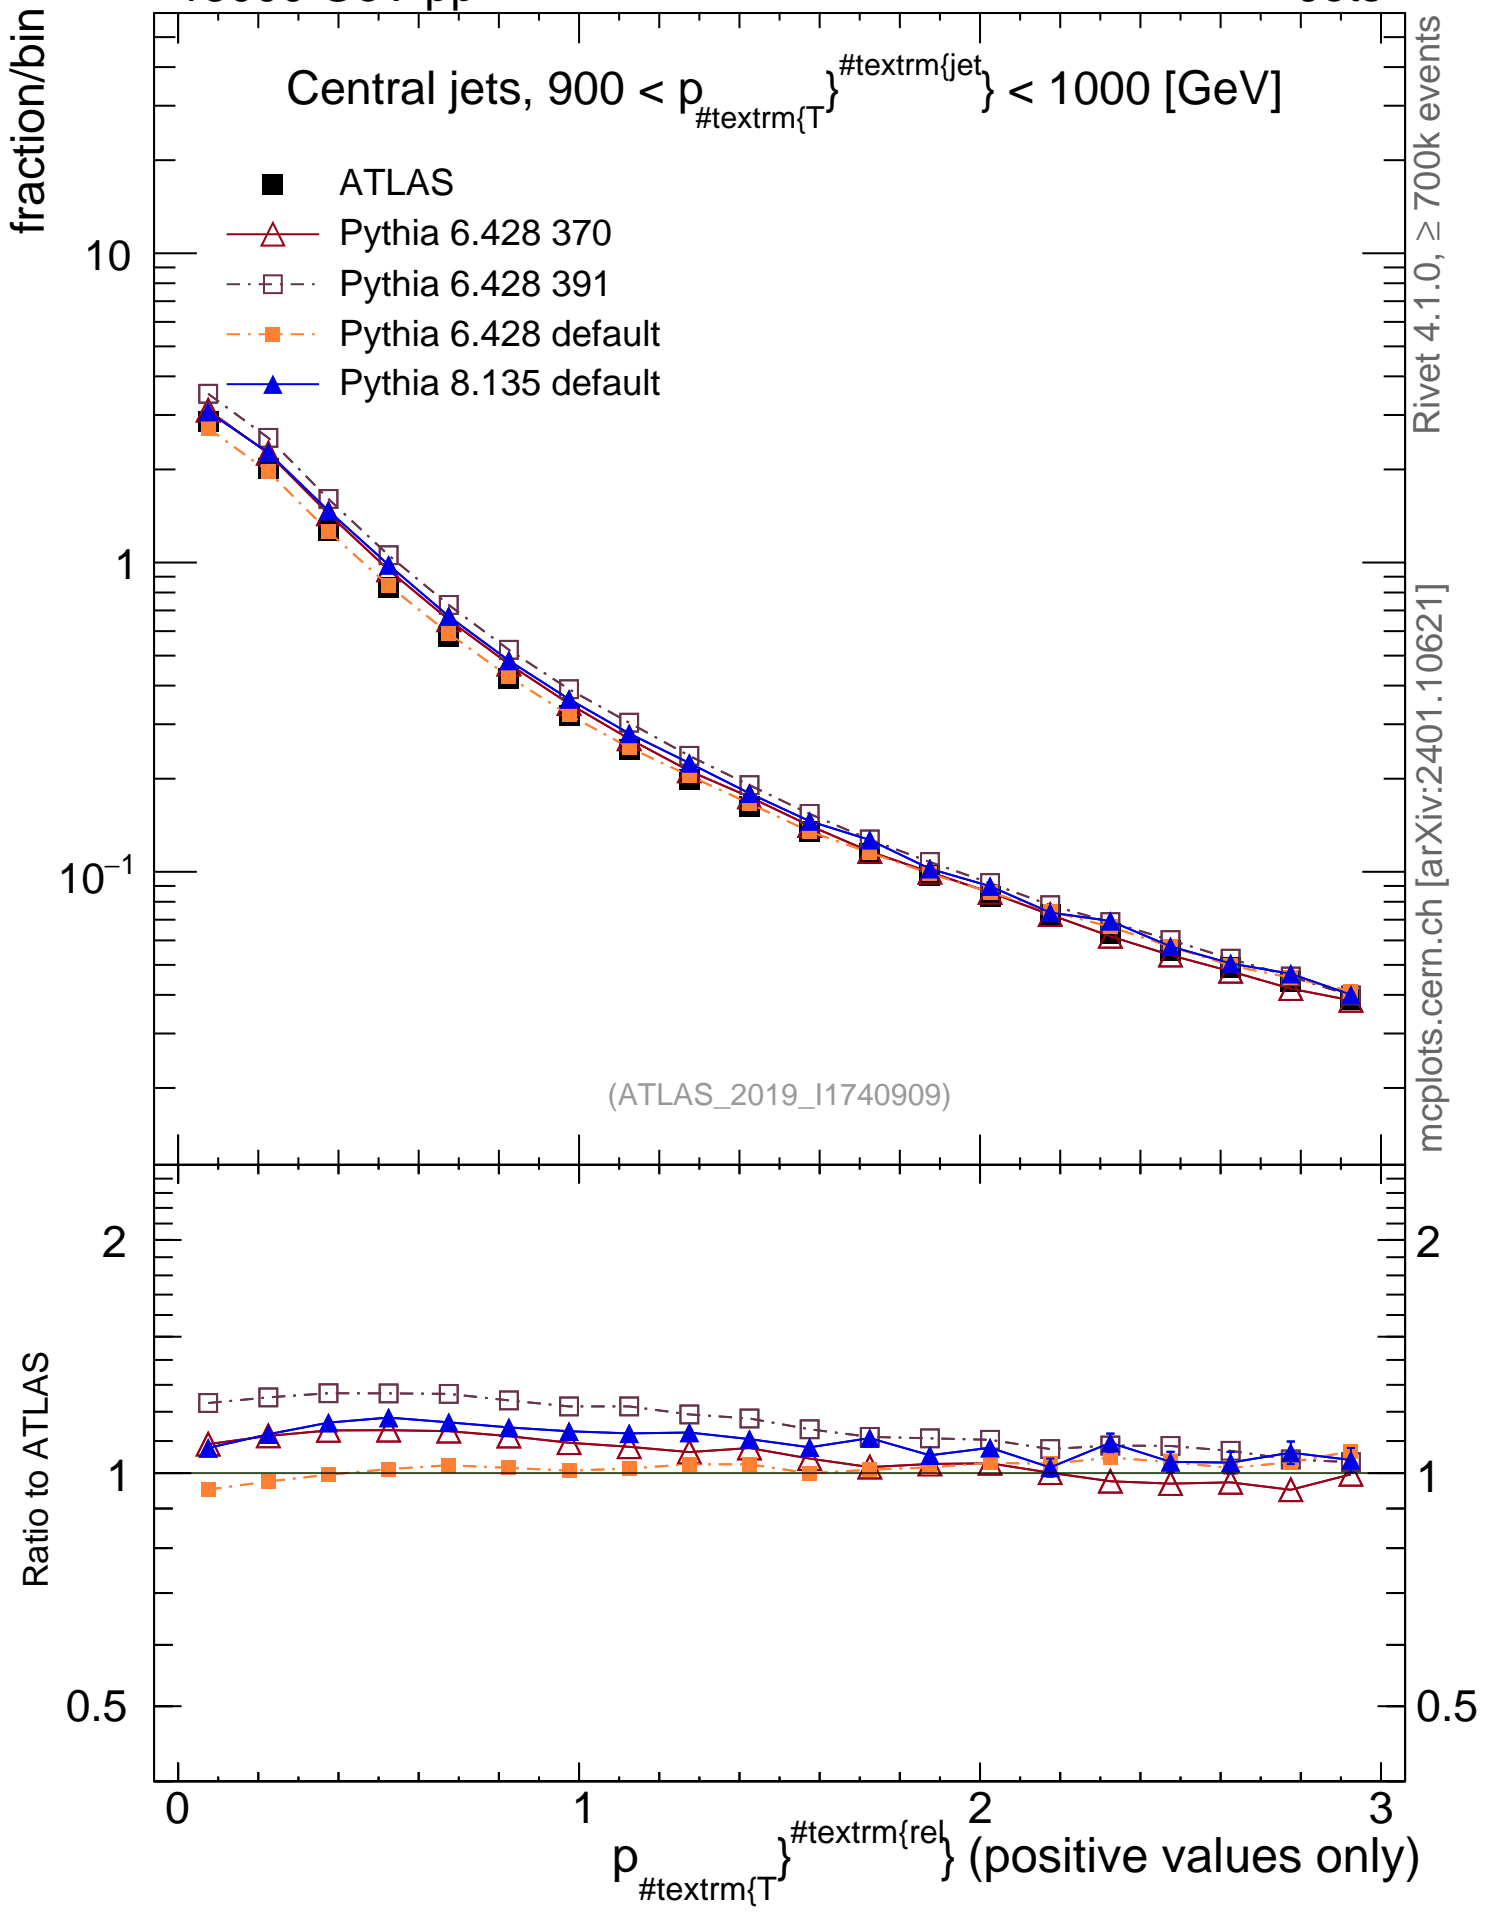 fraction/bin
Central jets, 900 < p_#textrm{T}^#textrm{jet} < 1000 [GeV]
ATLAS
Pythia 6.428 370
Pythia 6.428 391
Pythia 6.428 default
Pythia 8.135 default
10
1
10⁻¹
(ATLAS_2019_I1740909)
Rivet 4.1.0, ≥ 700k events
mcplots.cern.ch [arXiv:2401.10621]
Ratio to ATLAS
2
1
0.5
2
1
0.5
0 1 2 3
p_#textrm{T}^#textrm{rel} (positive values only)